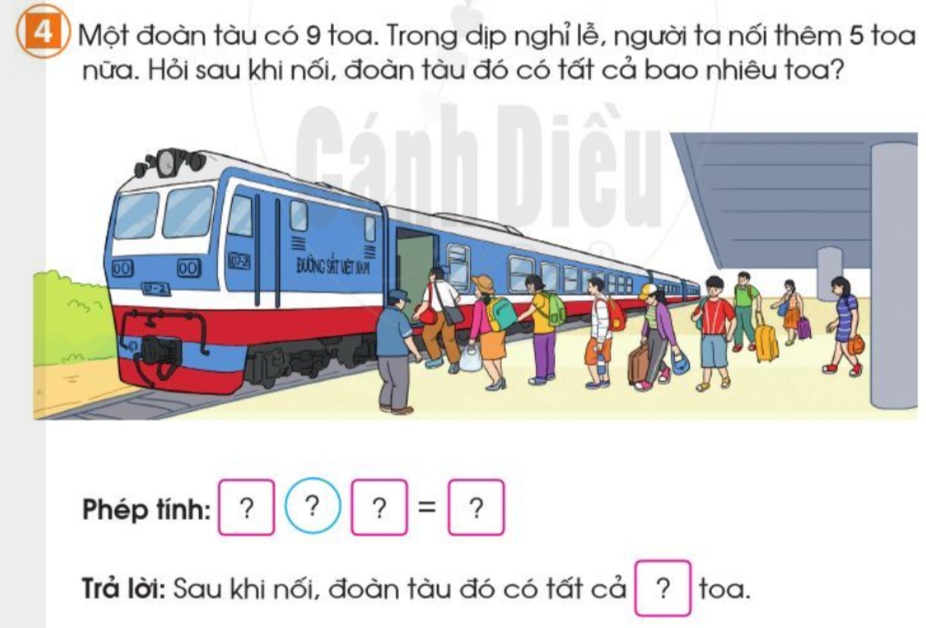 4 Một đoàn tàu có 9 toa. Trong dịp nghỉ lễ, người ta nối thêm 5 toa
nữa. Hỏi sau khi nối, đoàn tàu đó có tất cả bao nhiêu toa?
Cánh Diều
ĐƯỜNG SẮT VIỆT NAM
Phép tính: ? ? ? = ?
Trả lời: Sau khi nối, đoàn tàu đó có tất cả ? toa.